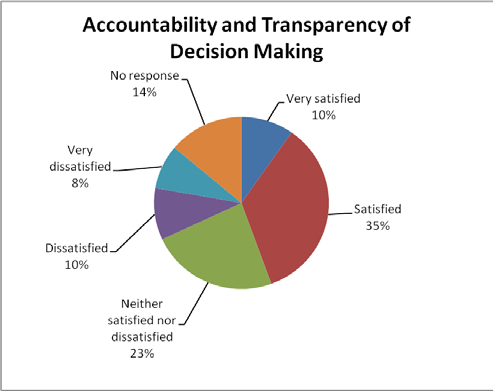 Accountability and Transparency of
Decision Making
No response
14%
Very satisfied
10%
Very
dissatisfied
8%
Satisfied
35%
Dissatisfied
10%
Neither
satisfied nor
dissatisfied
23%